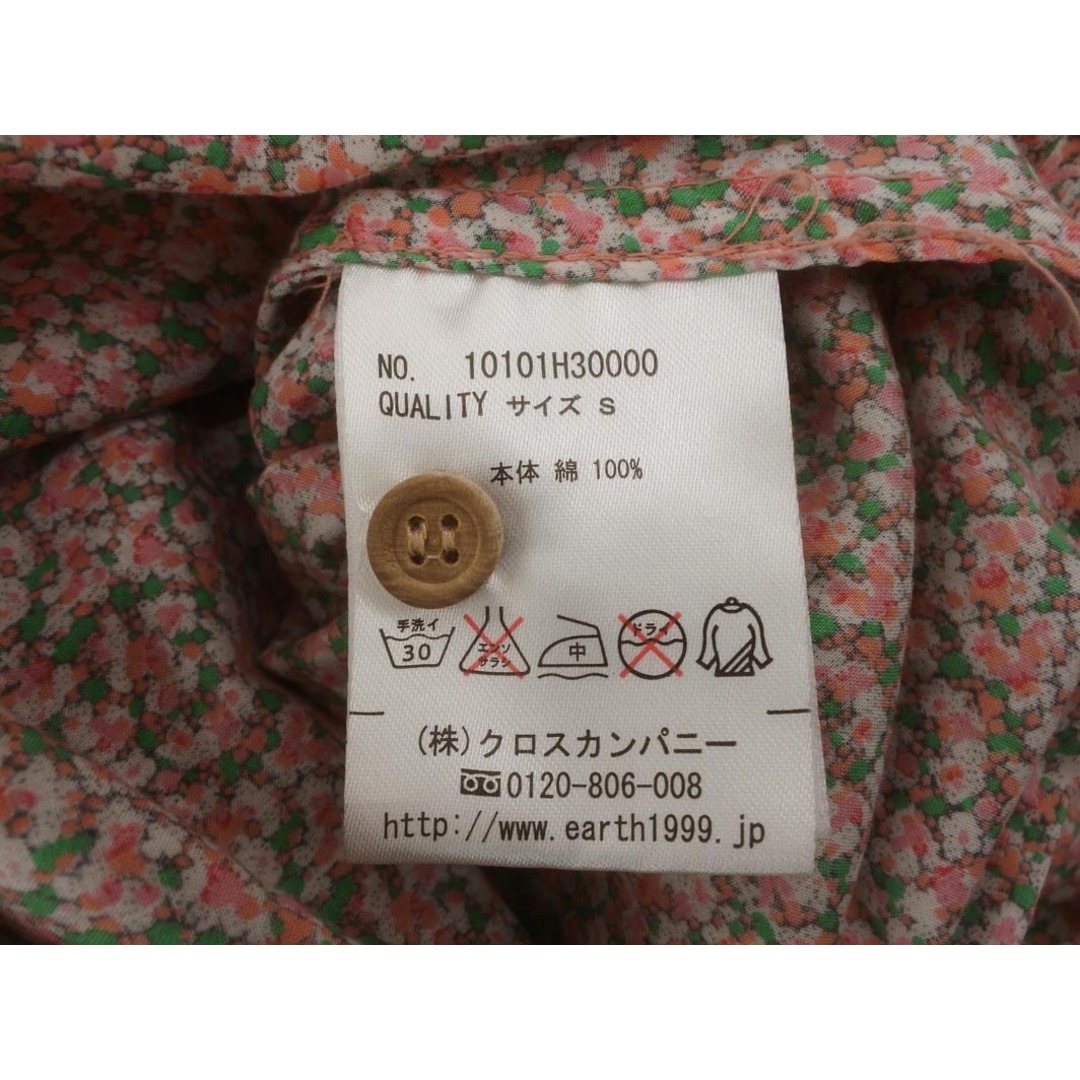 NO. 10101H30000
QUALITY サイズ S
本体 綿 100%
手洗イ
30
エンソ
サラシ
中
ドライ
(株)クロスカンパニー
0120-806-008
http://www.earth1999.jp